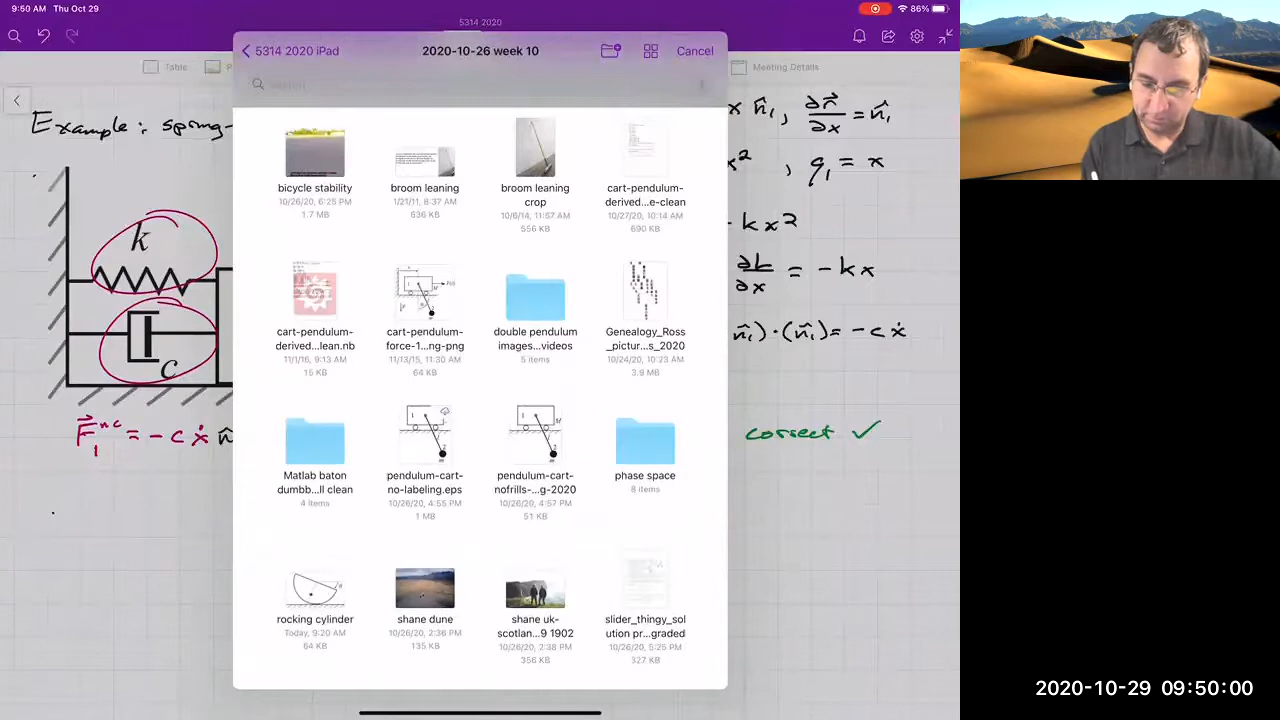 9:50 AM Thu Oct 29
86%
5314 2020
5314 2020 iPad
2020-10-26 week 10
Cancel
Table
Meeting Details
Search
Example: spring-
x n̂₁, ∂r⃗/∂x = n̂₁
x², q₁ = x
kx²
∂L/∂x = -kx
n̂₁)·(n̂₁) = -cẋ
k
c
F⃗₁ⁿᶜ = -cẋ n̂
correct ✓
bicycle stability
10/26/20, 6:25 PM
1.7 MB
broom leaning
1/21/11, 8:37 AM
636 KB
broom leaning
crop
10/6/14, 11:57 AM
556 KB
cart-pendulum-
derived...e-clean
10/27/20, 10:14 AM
690 KB
cart-pendulum-
derived...lean.nb
11/1/16, 9:13 AM
15 KB
cart-pendulum-
force-1...ng-png
11/13/15, 11:30 AM
64 KB
double pendulum
images...videos
5 items
Genealogy_Ross
_pictur...s_2020
10/24/20, 10:23 AM
3.9 MB
Matlab baton
dumbb...ll clean
4 items
pendulum-cart-
no-labeling.eps
10/26/20, 4:55 PM
1 MB
pendulum-cart-
nofrills-...g-2020
10/26/20, 4:57 PM
51 KB
phase space
8 items
rocking cylinder
Today, 9:20 AM
64 KB
shane dune
10/26/20, 2:36 PM
135 KB
shane uk-
scotlan...9 1902
10/26/20, 2:38 PM
356 KB
slider_thingy_sol
ution pr...graded
10/26/20, 5:25 PM
327 KB
2020-10-29 09:50:00